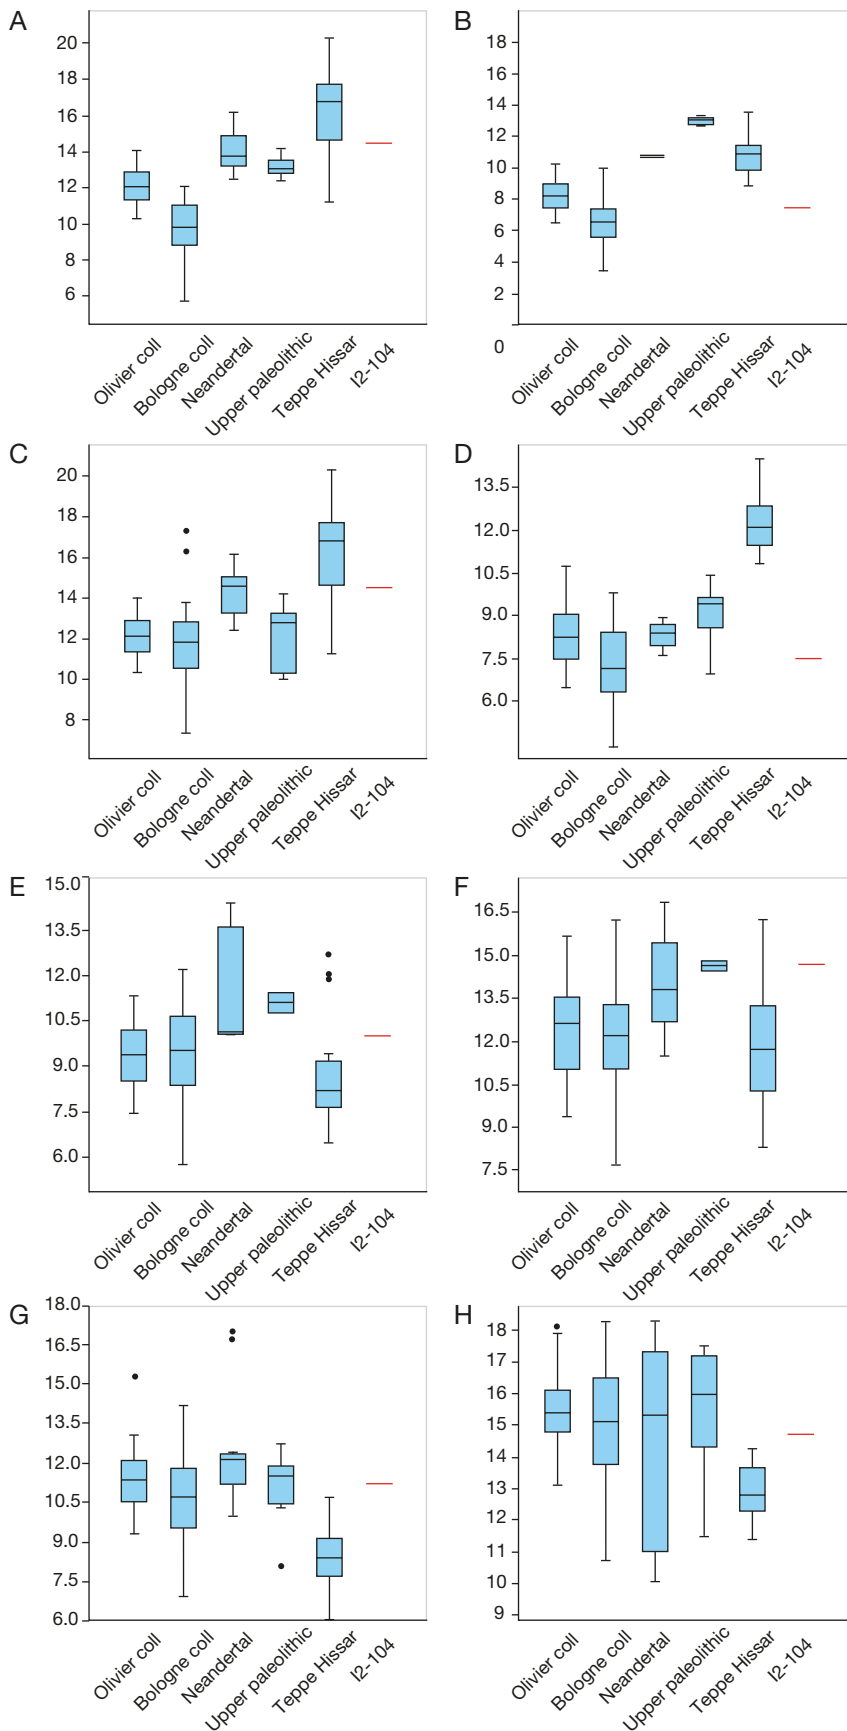 A
20
18
16
14
12
10
8
6
Olivier coll
Bologne coll
Neandertal
Upper paleolithic
Teppe Hissar
I2-104
B
18
16
14
13
12
10
8
6
4
2
0
Olivier coll
Bologne coll
Neandertal
Upper paleolithic
Teppe Hissar
I2-104
C
20
18
16
14
12
10
8
Olivier coll
Bologne coll
Neandertal
Upper paleolithic
Teppe Hissar
I2-104
D
13.5
12.0
10.5
9.0
7.5
6.0
Olivier coll
Bologne coll
Neandertal
Upper paleolithic
Teppe Hissar
I2-104
E
15.0
13.5
12.0
10.5
9.0
7.5
6.0
Olivier coll
Bologne coll
Neandertal
Upper paleolithic
Teppe Hissar
I2-104
F
16.5
15.0
13.5
12.0
10.5
9.0
7.5
Olivier coll
Bologne coll
Neandertal
Upper paleolithic
Teppe Hissar
I2-104
G
18.0
16.5
15.0
13.5
12.0
10.5
9.0
7.5
6.0
Olivier coll
Bologne coll
Neandertal
Upper paleolithic
Teppe Hissar
I2-104
H
18
17
16
15
14
13
12
11
10
9
Olivier coll
Bologne coll
Neandertal
Upper paleolithic
Teppe Hissar
I2-104